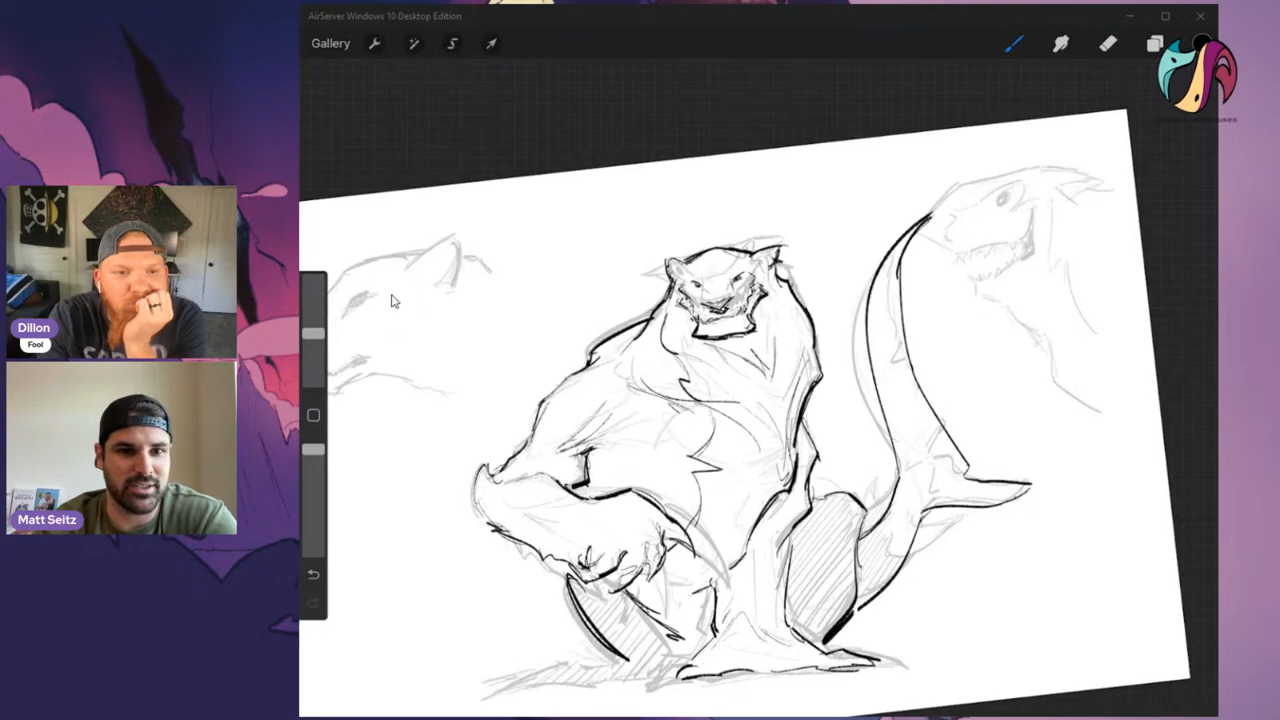 AirServer Windows 10 Desktop Edition
Gallery
Dillon
Fool
Matt Seitz